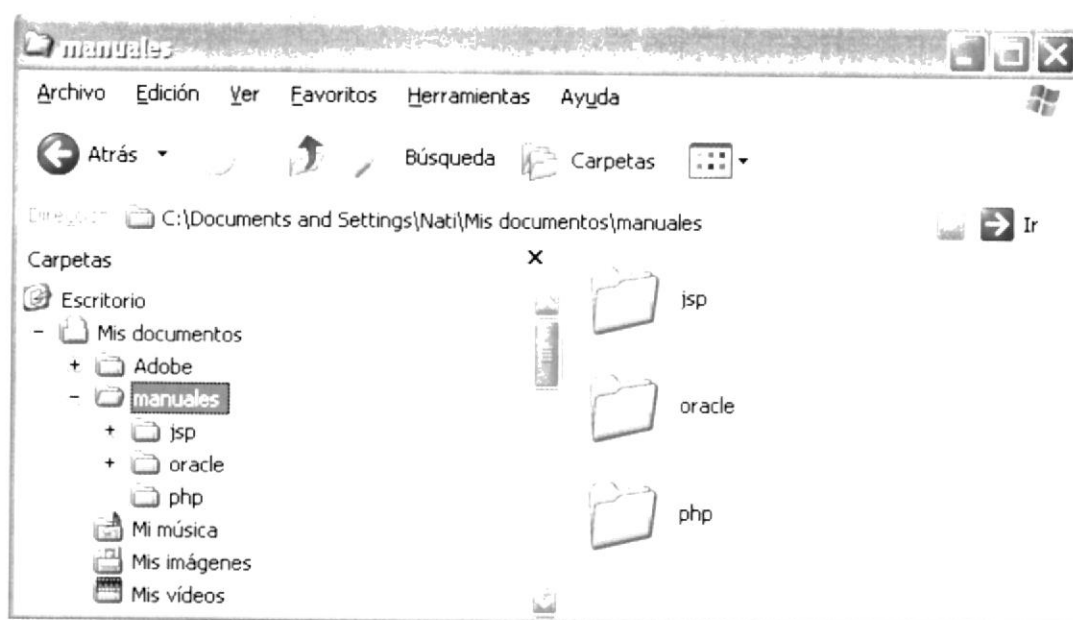 manuales
Archivo Edición Ver Favoritos Herramientas Ayuda
Atrás Búsqueda Carpetas
Dirección C:\Documents and Settings\Nati\Mis documentos\manuales Ir
Carpetas
Escritorio
Mis documentos
Adobe
manuales
jsp
oracle
php
Mi música
Mis imágenes
Mis vídeos
jsp
oracle
php